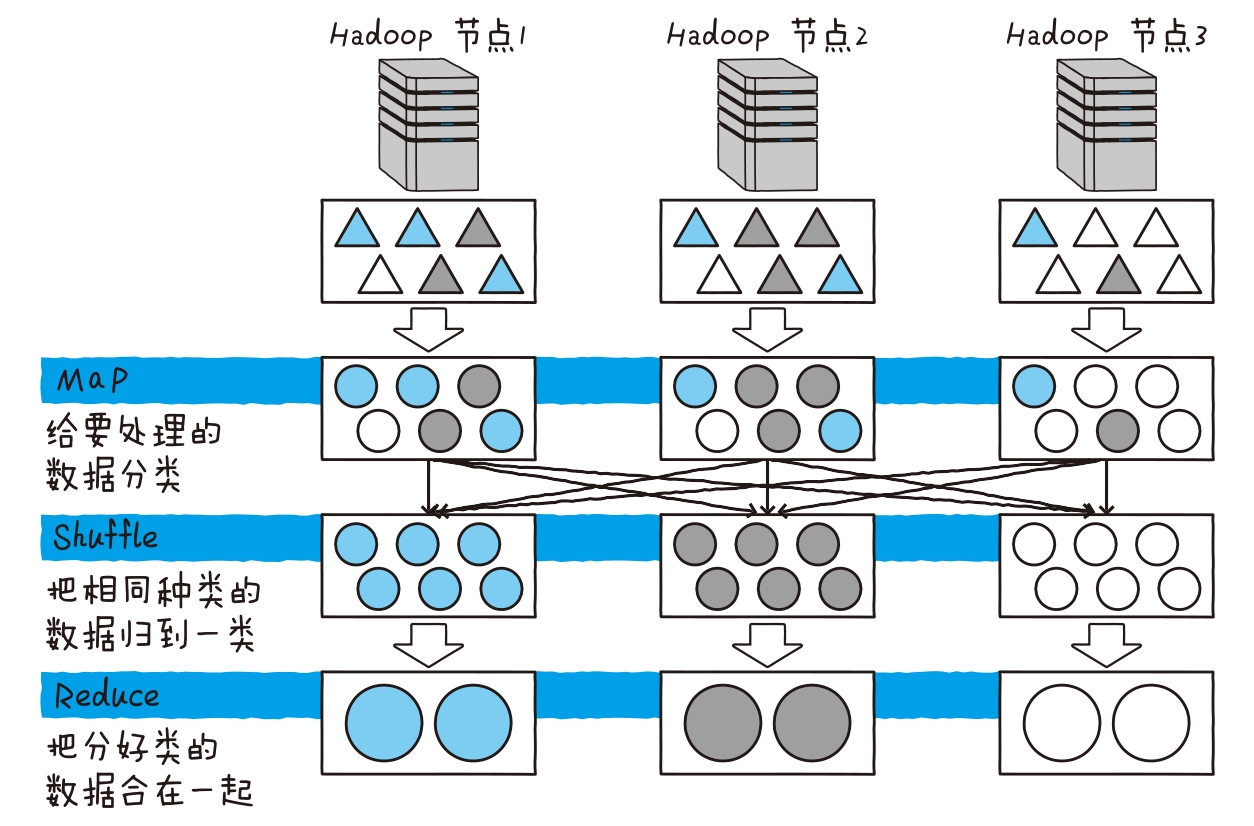 Hadoop 节点1
Hadoop 节点2
Hadoop 节点3
Map
给要处理的
数据分类
Shuffle
把相同种类的
数据归到一类
Reduce
把分好类的
数据合在一起